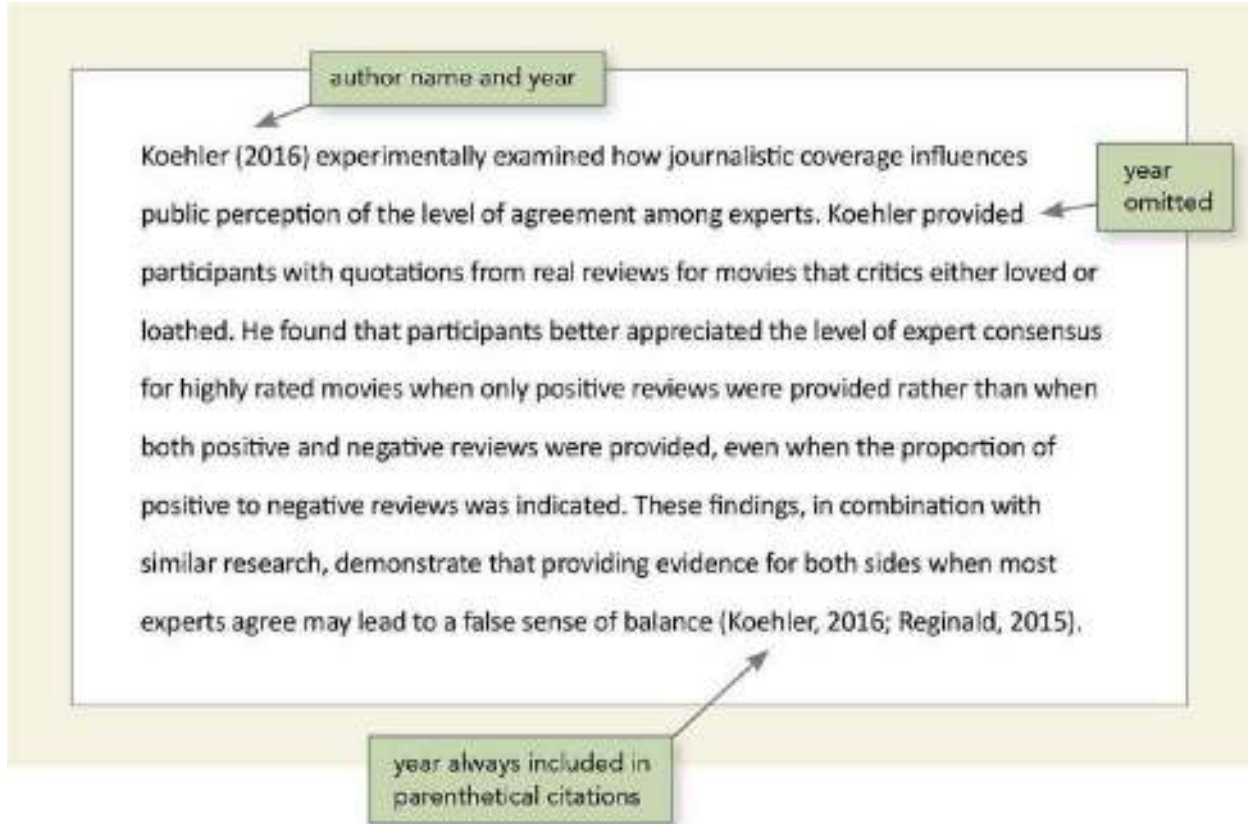 author name and year
Koehler (2016) experimentally examined how journalistic coverage influences
year
omitted
public perception of the level of agreement among experts. Koehler provided
participants with quotations from real reviews for movies that critics either loved or
loathed. He found that participants better appreciated the level of expert consensus
for highly rated movies when only positive reviews were provided rather than when
both positive and negative reviews were provided, even when the proportion of
positive to negative reviews was indicated. These findings, in combination with
similar research, demonstrate that providing evidence for both sides when most
experts agree may lead to a false sense of balance (Koehler, 2016; Reginald, 2015).
year always included in
parenthetical citations